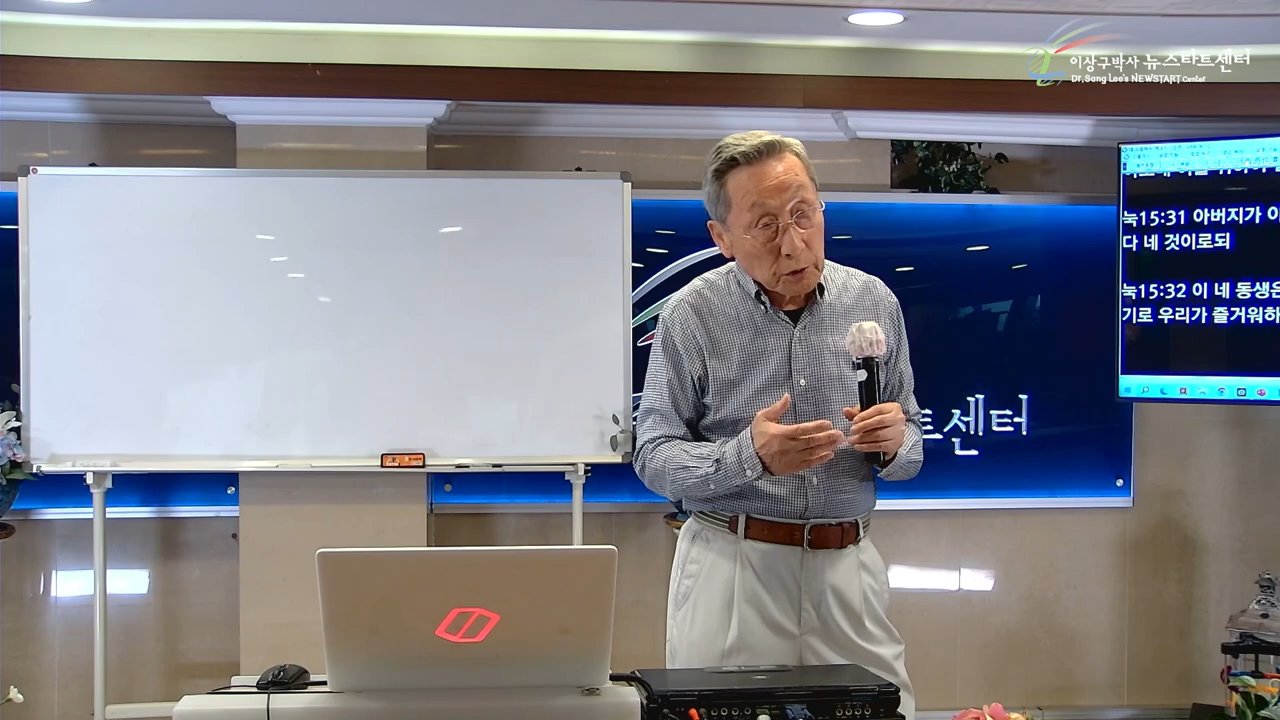 이상구박사 뉴스타트센터
Dr. Sang Lee's NEWSTART Center
눅15:31 아버지가
다 네 것이로되
눅15:32 이 네 동생은
기로 우리가 즐거워하
트센터